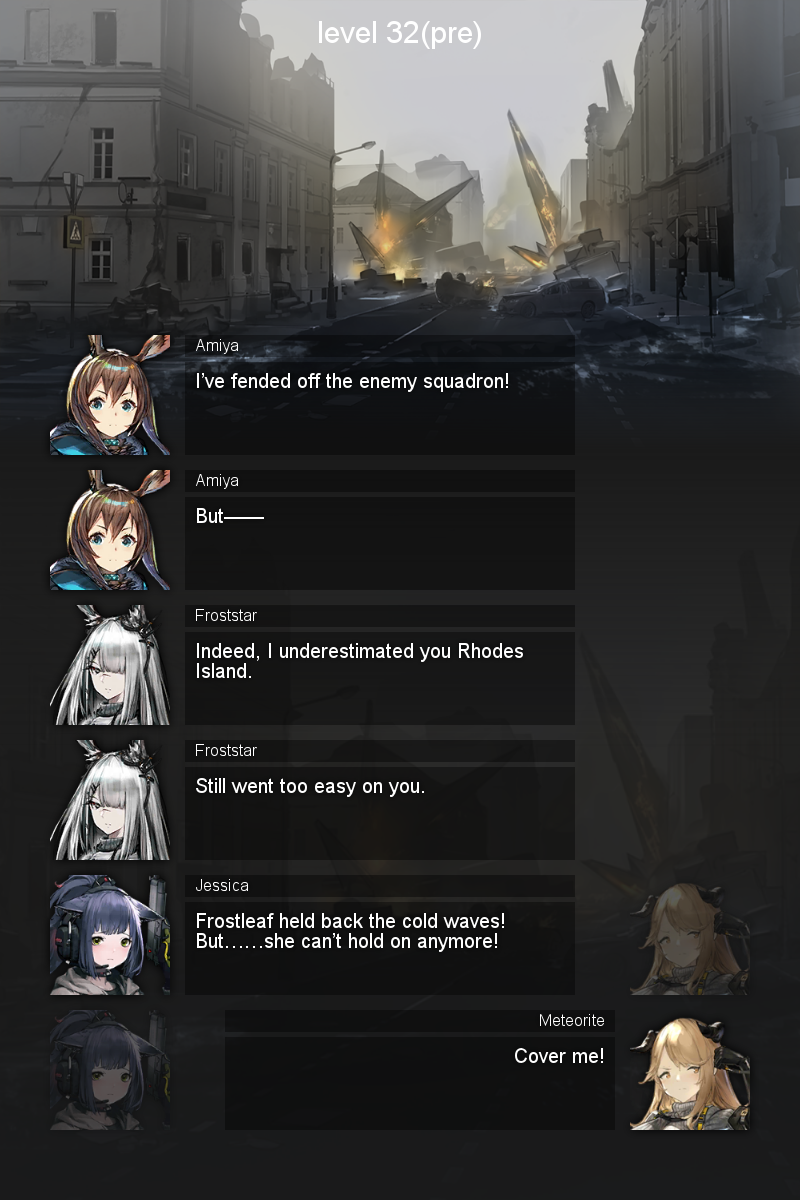 level 32(pre)
Amiya
I've fended off the enemy squadron!
Amiya
But——
Froststar
Indeed, I underestimated you Rhodes
Island.
Froststar
Still went too easy on you.
Jessica
Frostleaf held back the cold waves!
But……she can't hold on anymore!
Meteorite
Cover me!